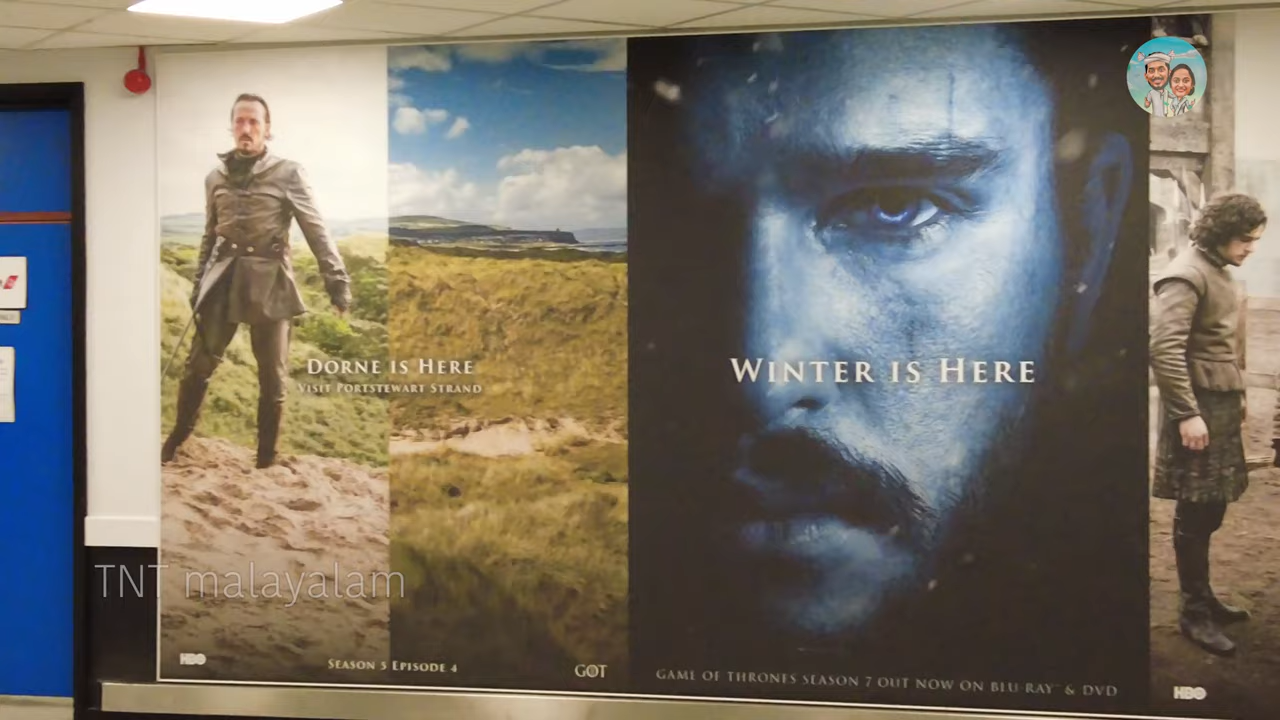 DORNE IS HERE
VISIT PORTSTEWART STRAND
WINTER IS HERE
TNT malayalam
HBO
SEASON 5 EPISODE 4
GOT
GAME OF THRONES SEASON 7 OUT NOW ON BLU RAY™ & DVD
HBO